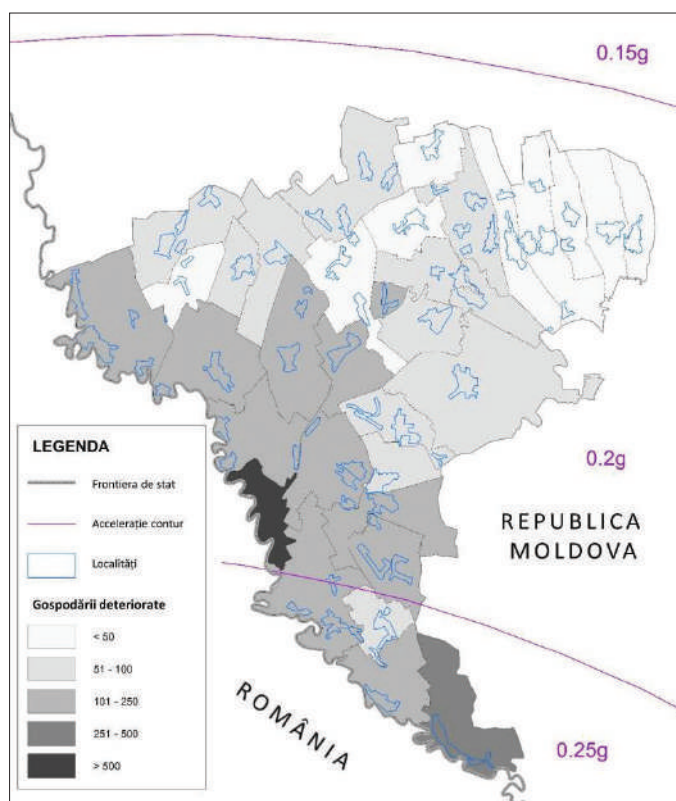 0.15g
0.2g
REPUBLICA
MOLDOVA
LEGENDA
Frontiera de stat
Accelerație contur
Localități
Gospodării deteriorate
< 50
51 - 100
101 - 250
251 - 500
> 500
ROMÂNIA
0.25g